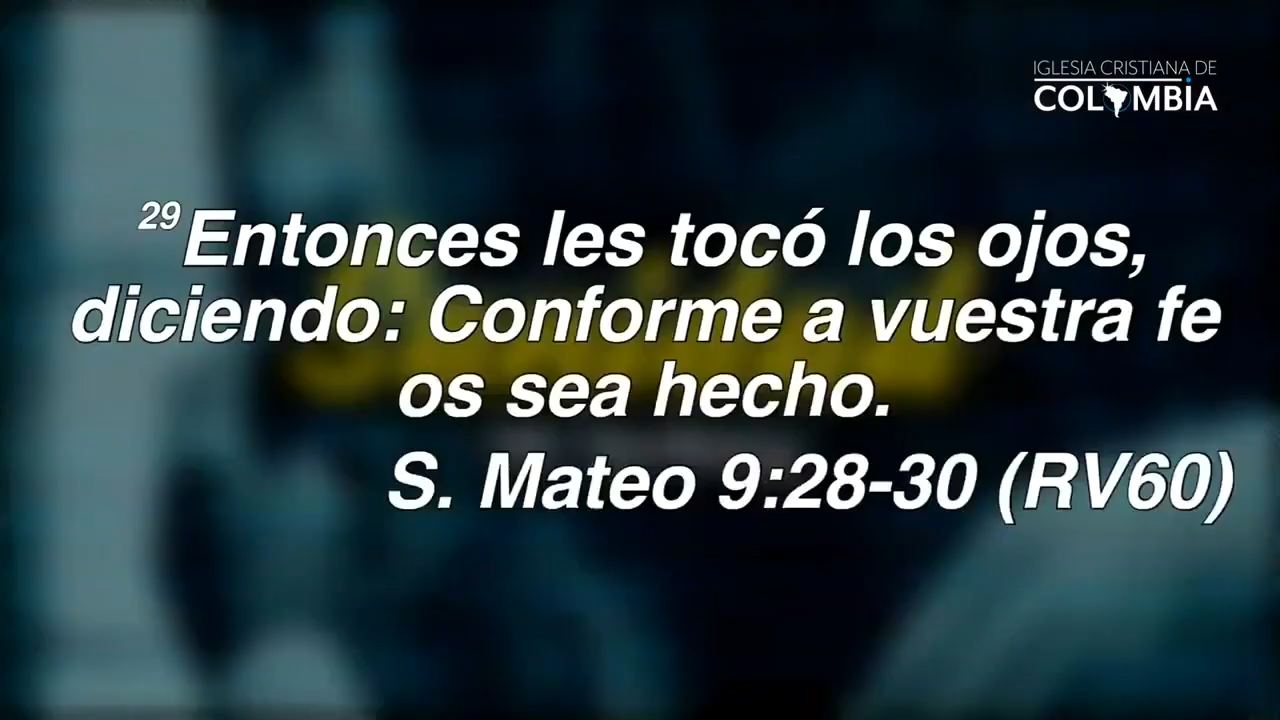 IGLESIA CRISTIANA DE
COLOMBIA
29 Entonces les tocó los ojos,
diciendo: Conforme a vuestra fe
os sea hecho.
S. Mateo 9:28-30 (RV60)